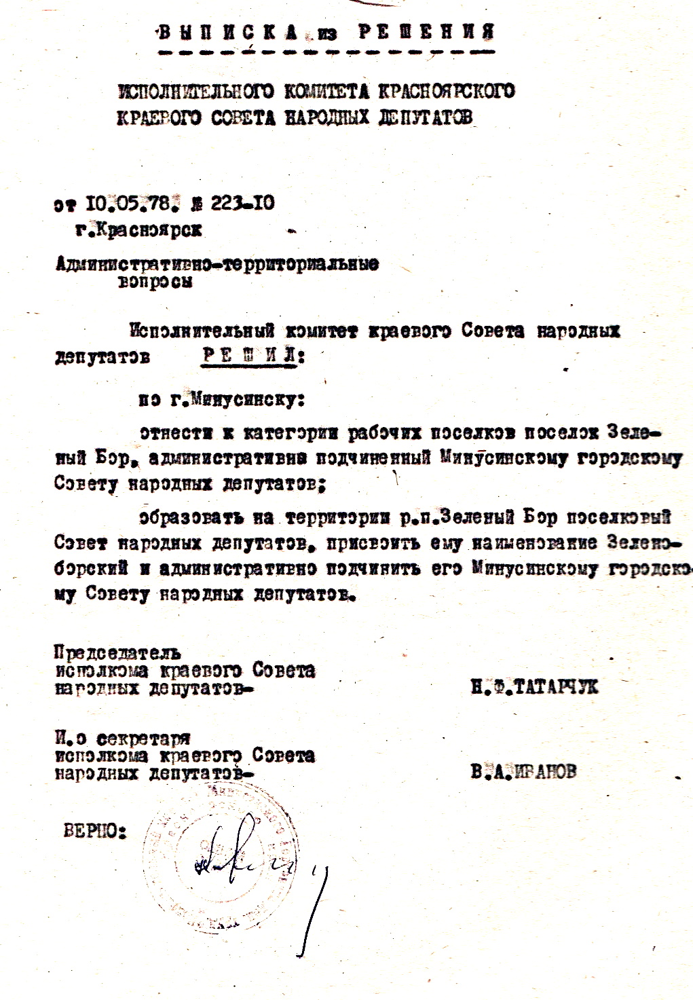 ВЫПИСКА из РЕШЕНИЯ
ИСПОЛНИТЕЛЬНОГО КОМИТЕТА КРАСНОЯРСКОГО
КРАЕВОГО СОВЕТА НАРОДНЫХ ДЕПУТАТОВ
от 10.05.78. № 223-10
г.Красноярск
Административно-территориальные
вопросы
Исполнительный комитет краевого Совета народных
депутатов РЕШИЛ:
по г.Минусинску:
отнести к категории рабочих поселков поселок Зеле-
ный Бор, административно подчиненный Минусинскому городскому
Совету народных депутатов;
образовать на территории р.п.Зеленый Бор поселковый
Совет народных депутатов, присвоить ему наименование Зелено-
борский и административно подчинить его Минусинскому городско-
му Совету народных депутатов.
Председатель
исполкома краевого Совета
народных депутатов-
Н.Ф.ТАТАРЧУК
И.о секретаря
исполкома краевого Совета
народных депутатов-
В.А.ИВАНОВ
ВЕРНО: